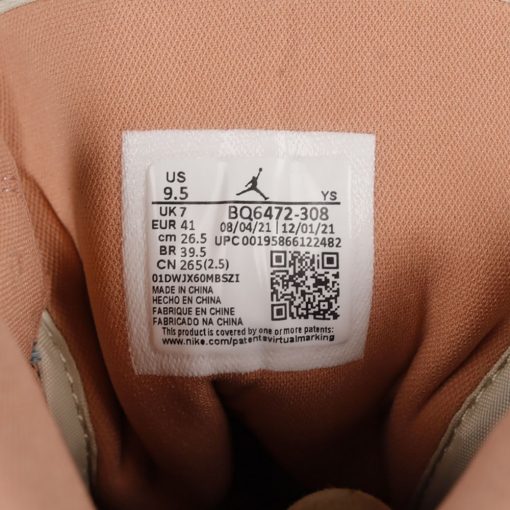 US
9.5
YS
UK 7
EUR 41
cm 26.5
BR 39.5
CN 265(2.5)
BQ6472-308
08/04/21 12/01/21
UPC 00195866122482
01DWJX60MBSZI
MADE IN CHINA
HECHO EN CHINA
FABRIQUE EN CHINE
FABRICADO NA CHINA
This product is covered by one or more patents:
www.nike.com/patentsvirtualmarking